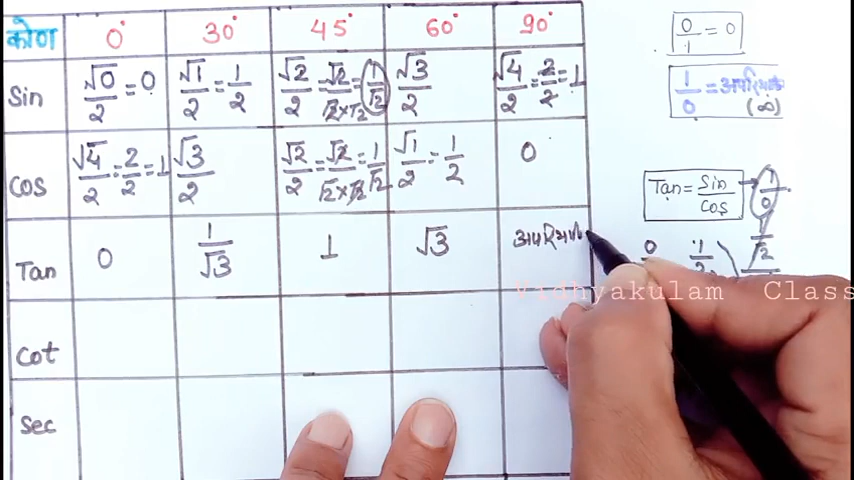 कोण 0° 30° 45° 60° 90°
Sin √0/2=0 √1/2=1/2 √2/2=√2/√2×√2=1/√2 √3/2 √4/2=2/2=1
Cos √4/2=2/2=1 √3/2 √2/2=√2/√2×√2=1/√2 √1/2=1/2 0
Tan 0 1/√3 1 √3
Cot
Sec
0/1=0
1/0=अपरिभाषित
(∞)
Tan=Sin/Cos 1/0
0 1/2
Vidhyakulam Class